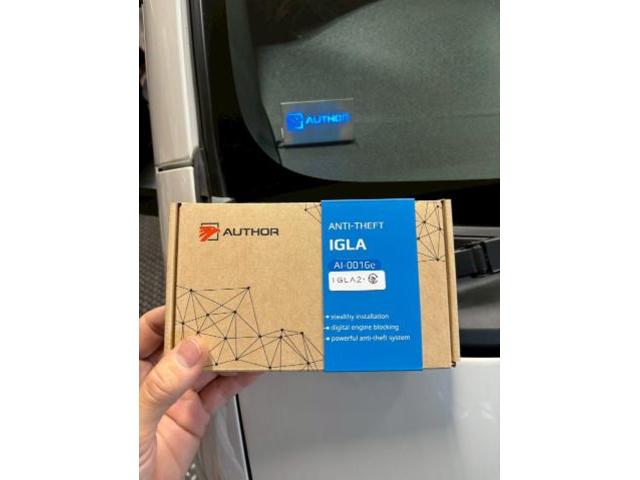 AUTHOR
AUTHOR
ANTI-THEFT
IGLA
AI-0016e
IGLA2+
• stealthy installation
• digital engine blocking
• powerful anti-theft system